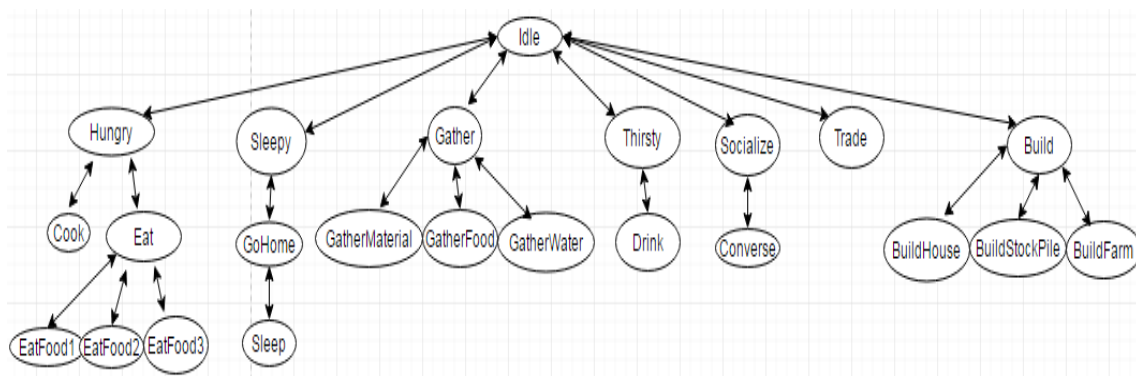 Idle
Hungry
Sleepy
Gather
Thirsty
Socialize
Trade
Build
Cook
Eat
GoHome
GatherMaterial
GatherFood
GatherWater
Drink
Converse
BuildHouse
BuildStockPile
BuildFarm
EatFood1
EatFood2
EatFood3
Sleep